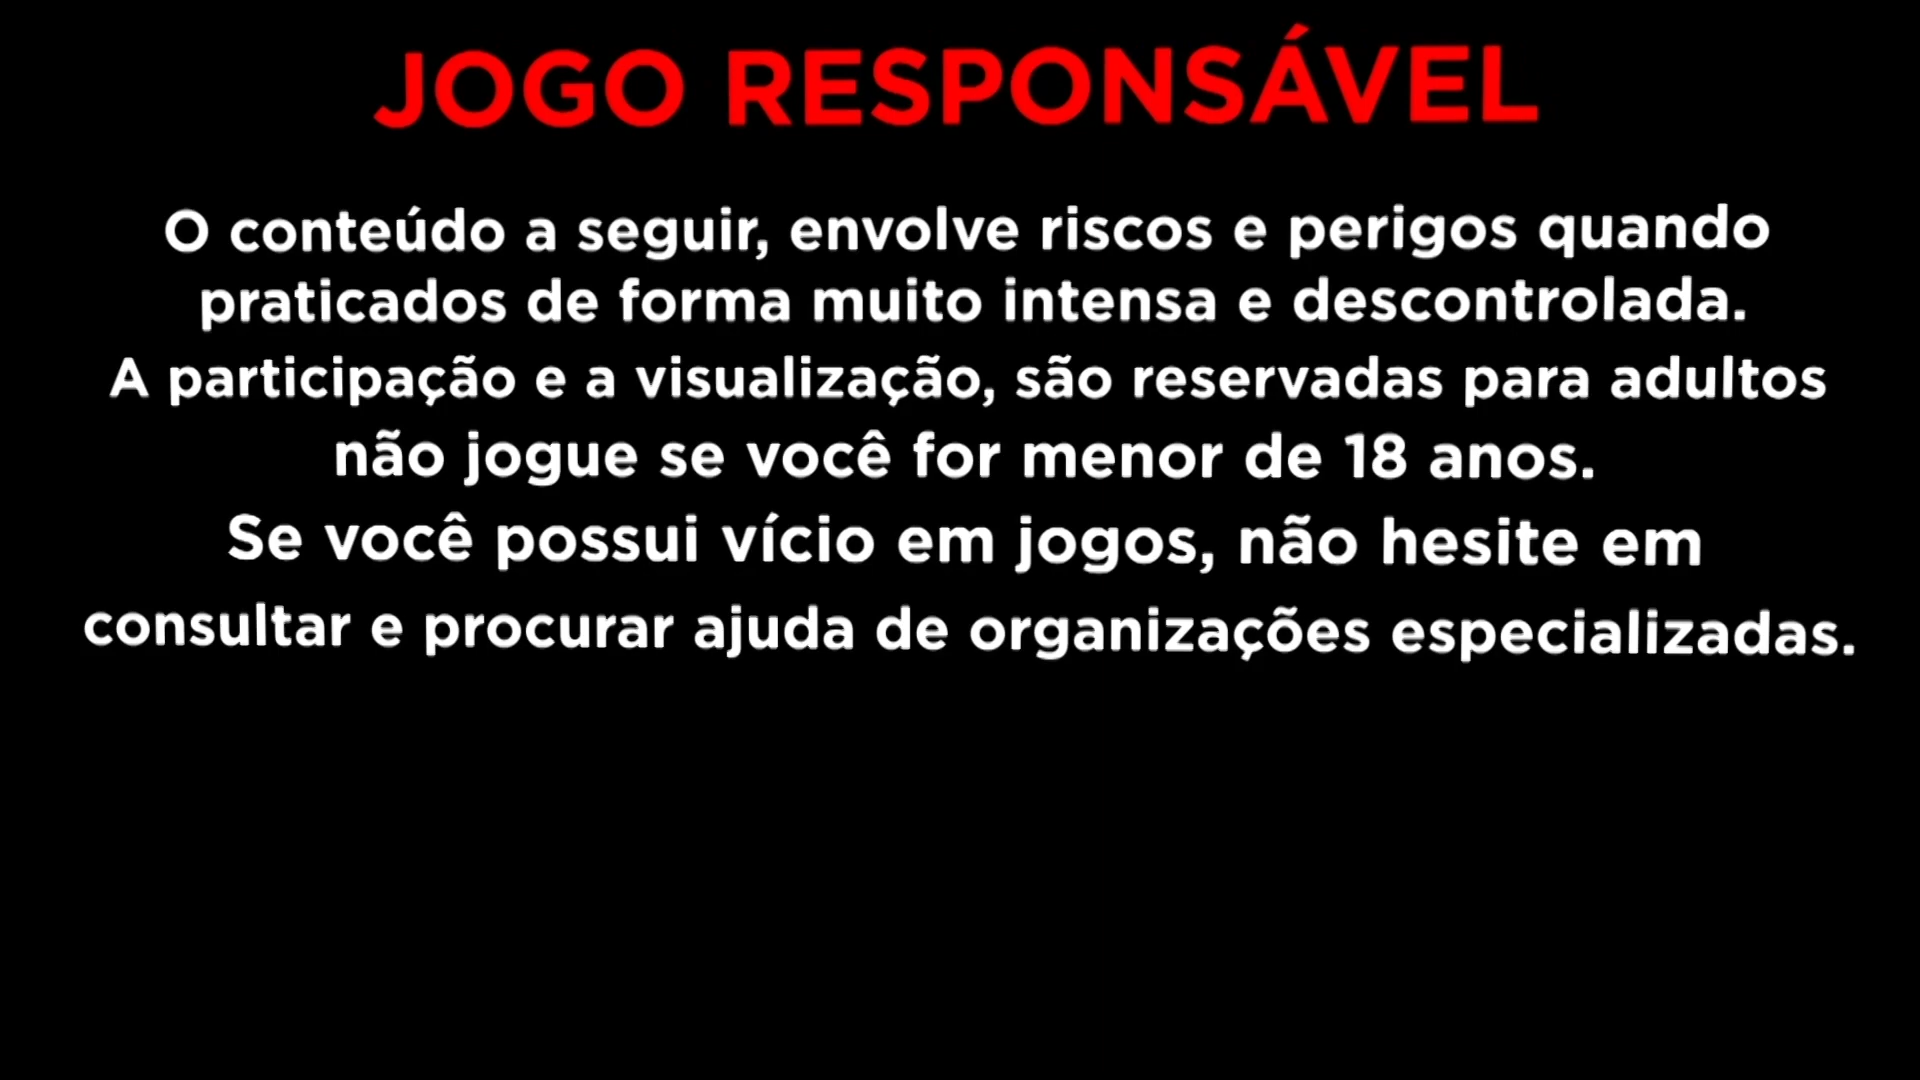 JOGO RESPONSÁVEL
O conteúdo a seguir, envolve riscos e perigos quando
praticados de forma muito intensa e descontrolada.
A participação e a visualização, são reservadas para adultos
não jogue se você for menor de 18 anos.
Se você possui vício em jogos, não hesite em
consultar e procurar ajuda de organizações especializadas.